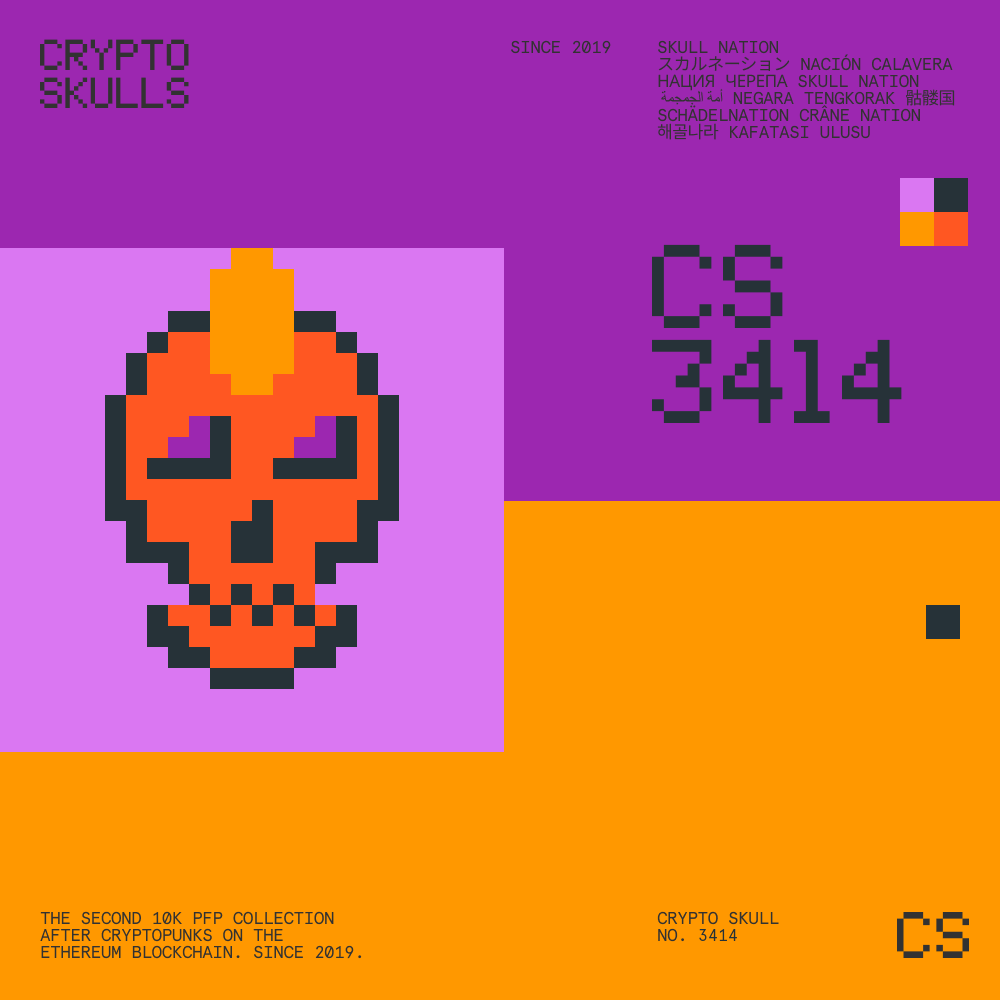 CRYPTO
SKULLS
SINCE 2019
SKULL NATION
スカルネーション NACIÓN CALAVERA
НАЦИЯ ЧЕРЕПА SKULL NATION
أمة الجمجمة NEGARA TENGKORAK 骷髅国
SCHÄDELNATION CRÂNE NATION
해골나라 KAFATASI ULUSU
CS
3414
THE SECOND 10K PFP COLLECTION
AFTER CRYPTOPUNKS ON THE
ETHEREUM BLOCKCHAIN. SINCE 2019.
CRYPTO SKULL
NO. 3414
CS